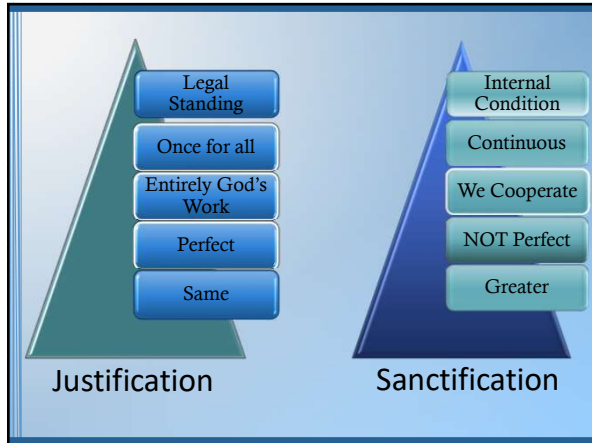 Legal
Standing
Once for all
Entirely God's
Work
Perfect
Same
Justification
Internal
Condition
Continuous
We Cooperate
NOT Perfect
Greater
Sanctification